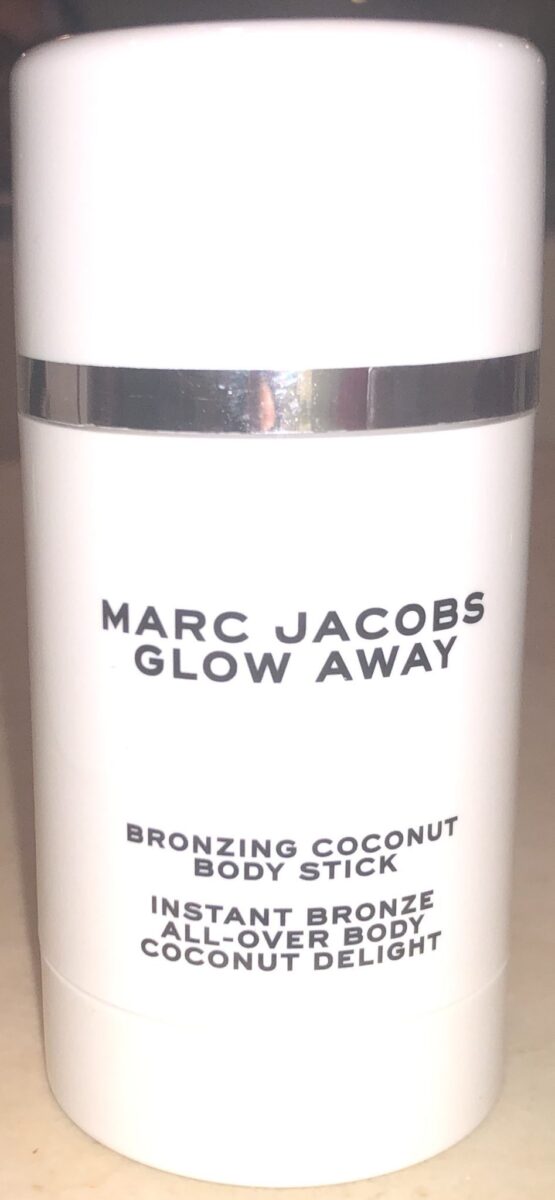 MARC JACOBS
GLOW AWAY
BRONZING COCONUT
BODY STICK
INSTANT BRONZE
ALL-OVER BODY
COCONUT DELIGHT